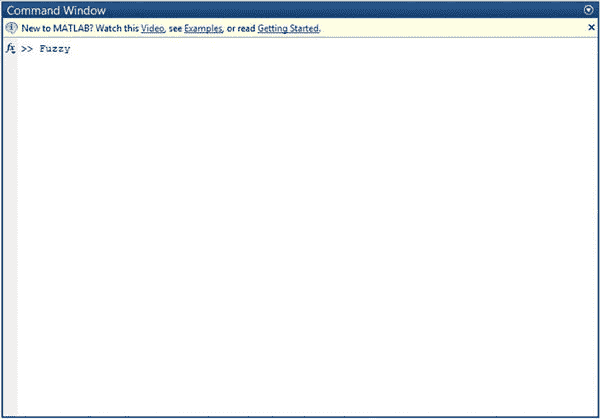 Command Window
New to MATLAB? Watch this Video, see Examples, or read Getting Started.
fx >> Fuzzy